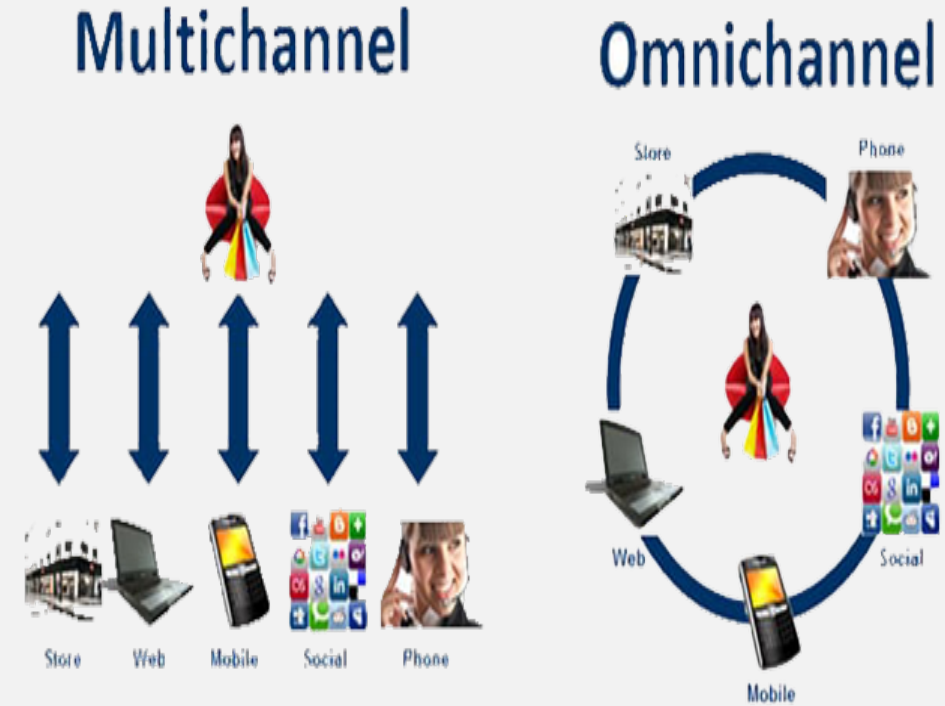 Multichannel
Store Web Mobile Social Phone
Omnichannel
Store
Phone
Web
Social
Mobile